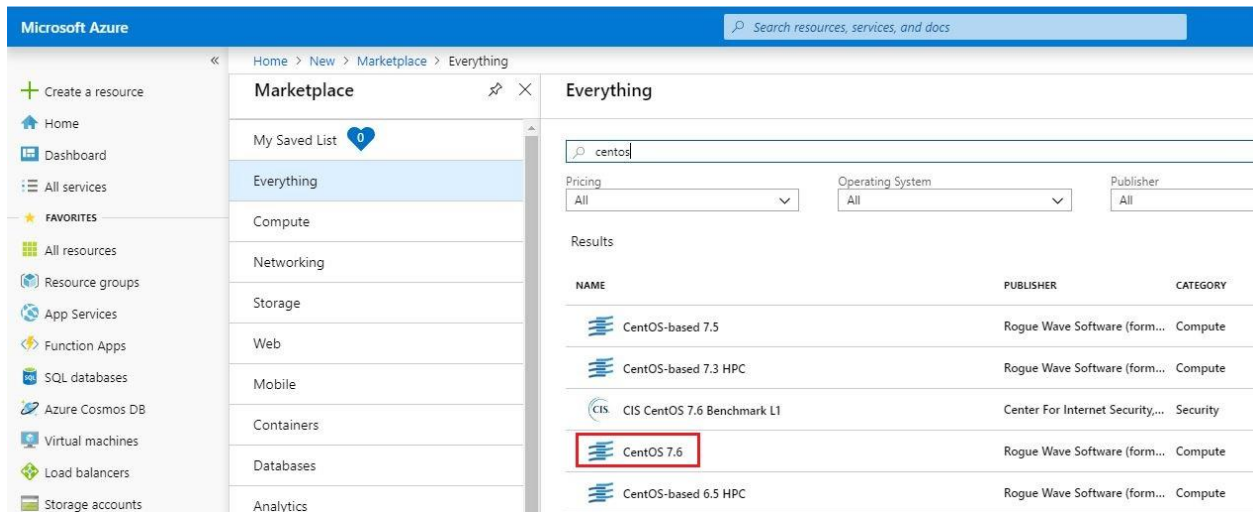 Microsoft Azure
Search resources, services, and docs
«
Create a resource
Home
Dashboard
All services
FAVORITES
All resources
Resource groups
App Services
Function Apps
SQL databases
Azure Cosmos DB
Virtual machines
Load balancers
Storage accounts
Home > New > Marketplace > Everything
Marketplace
My Saved List 0
Everything
Compute
Networking
Storage
Web
Mobile
Containers
Databases
Analytics
Everything
centos
Pricing Operating System Publisher
All All All
Results
NAME PUBLISHER CATEGORY
CentOS-based 7.5 Rogue Wave Software (form... Compute
CentOS-based 7.3 HPC Rogue Wave Software (form... Compute
CIS. CIS CentOS 7.6 Benchmark L1 Center For Internet Security,... Security
CentOS 7.6 Rogue Wave Software (form... Compute
CentOS-based 6.5 HPC Rogue Wave Software (form... Compute